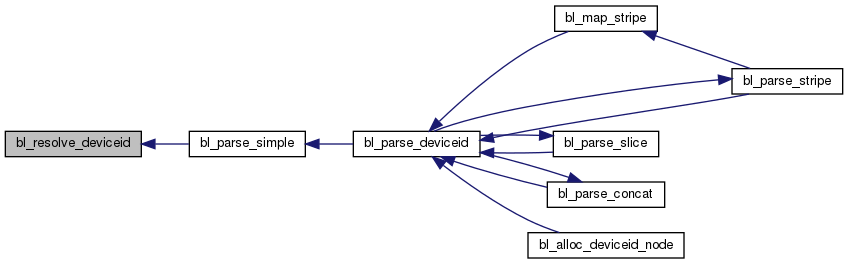 bl_map_stripe
bl_parse_stripe
bl_resolve_deviceid
bl_parse_simple
bl_parse_deviceid
bl_parse_slice
bl_parse_concat
bl_alloc_deviceid_node